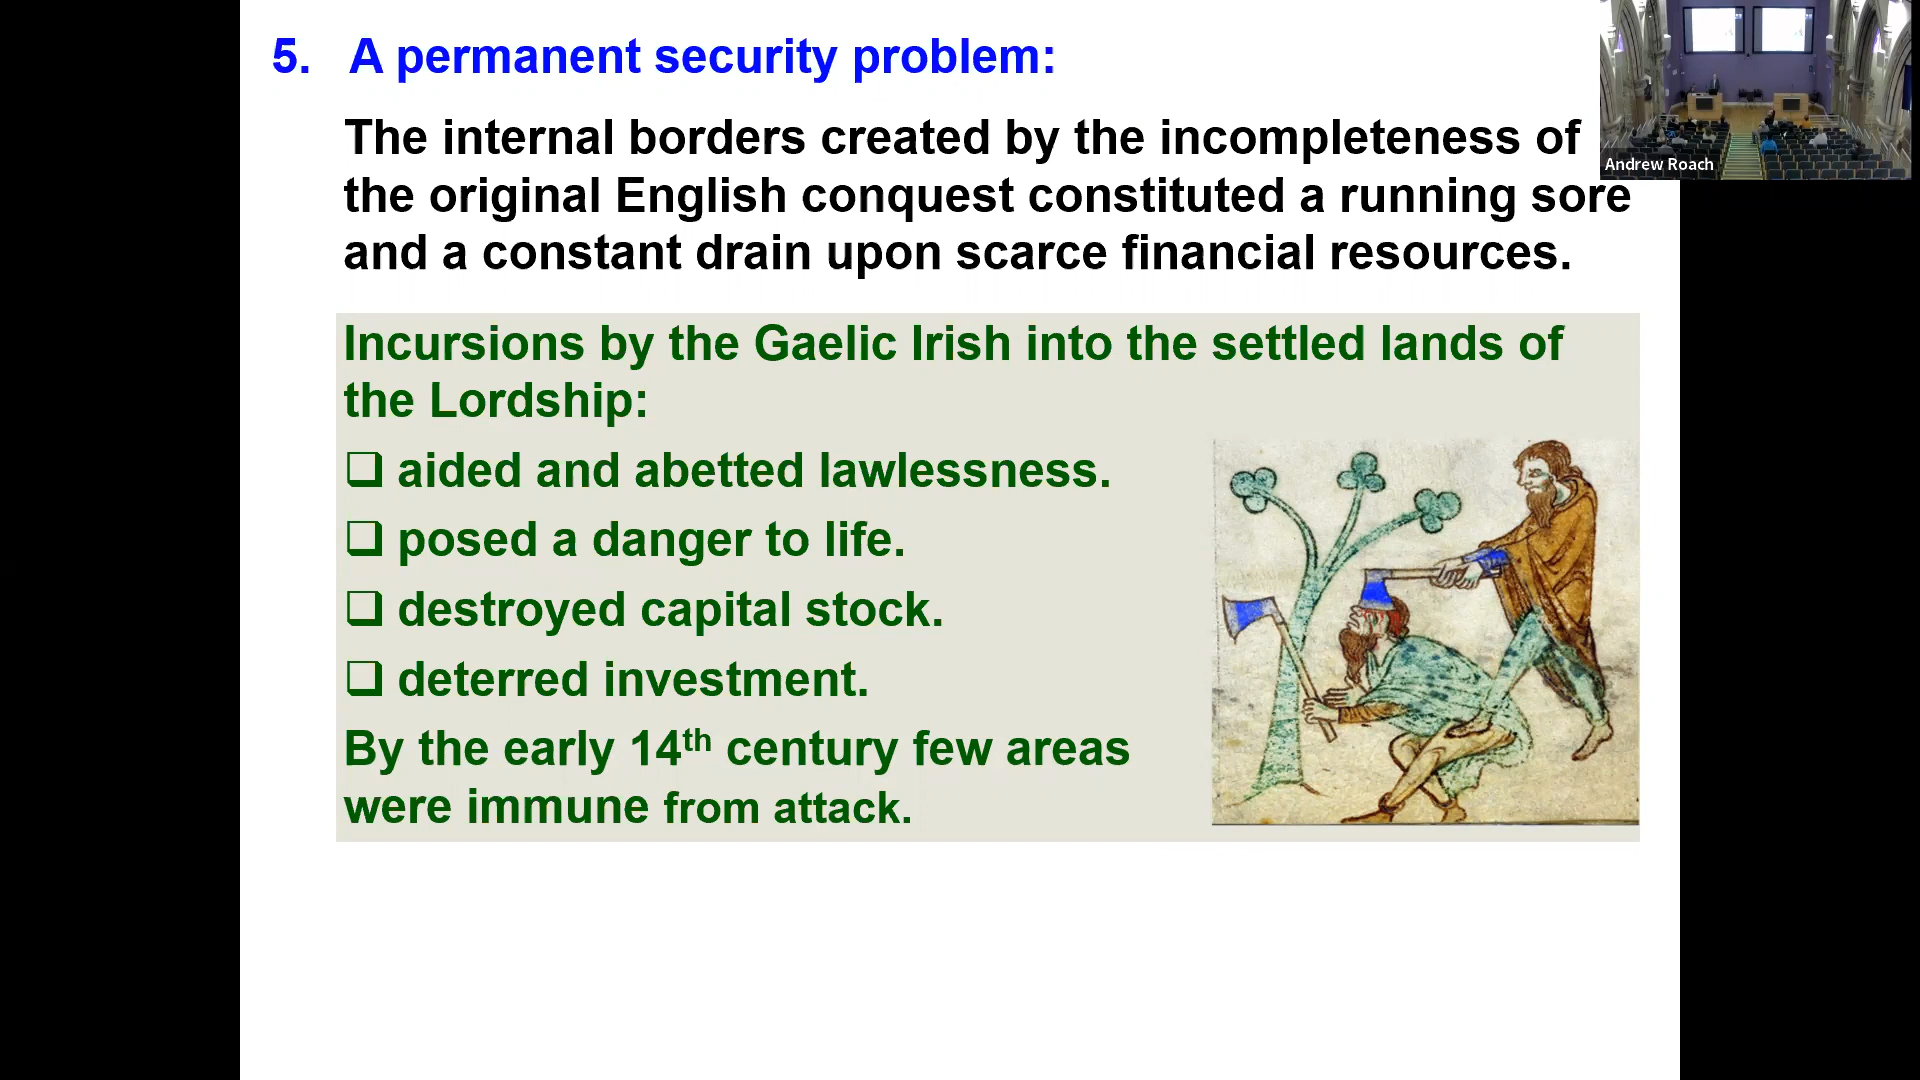 5. A permanent security problem:
The internal borders created by the incompleteness of
the original English conquest constituted a running sore
and a constant drain upon scarce financial resources.
Incursions by the Gaelic Irish into the settled lands of
the Lordship:
❑ aided and abetted lawlessness.
❑ posed a danger to life.
❑ destroyed capital stock.
❑ deterred investment.
By the early 14th century few areas
were immune from attack.
Andrew Roach